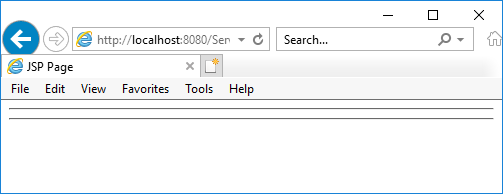 http://localhost:8080/Ser
Search...
JSP Page
File Edit View Favorites Tools Help